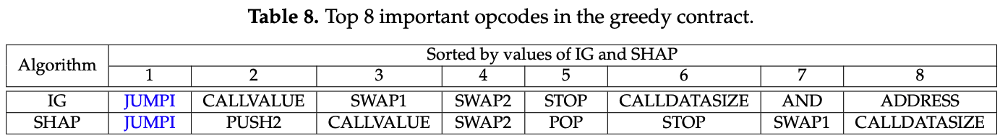 Table 8. Top 8 important opcodes in the greedy contract.
Algorithm Sorted by values of IG and SHAP
1 2 3 4 5 6 7 8
IG JUMPI CALLVALUE SWAP1 SWAP2 STOP CALLDATASIZE AND ADDRESS
SHAP JUMPI PUSH2 CALLVALUE SWAP2 POP STOP SWAP1 CALLDATASIZE